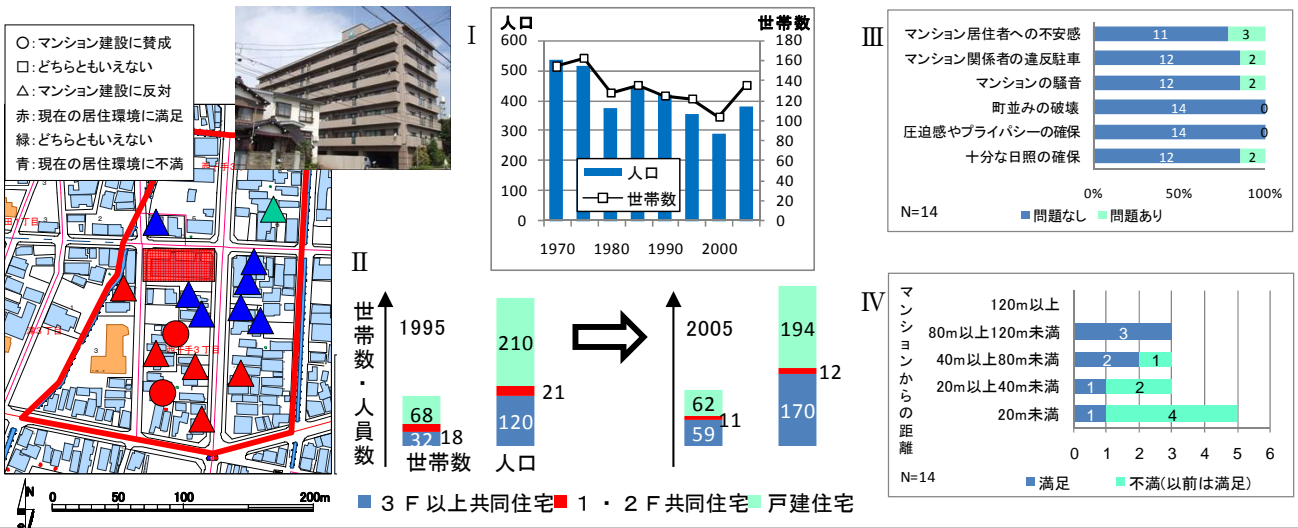 ○:マンション建設に賛成
□:どちらともいえない
△:マンション建設に反対
赤:現在の居住環境に満足
緑:どちらともいえない
青:現在の居住環境に不満
N
0 50 100 200m
Ⅰ
人口 世帯数
600 180
500 160
400 140
300 120
200 100
100 80
0 60
40
20
0
人口
世帯数
1970 1980 1990 2000
Ⅱ
世帯数・人員数
1995
68
32
18
世帯数
210
21
120
人口
2005
62
11
59
194
12
170
3F以上共同住宅 1・2F共同住宅 戸建住宅
Ⅲ
マンション居住者への不安感 11 3
マンション関係者の違反駐車 12 2
マンションの騒音 12 2
町並みの破壊 14 0
圧迫感やプライパシーの確保 14 0
十分な日照の確保 12 2
0% 50% 100%
N=14
問題なし 問題あり
Ⅳ
マンションからの距離
120m以上
80m以上120m未満 3
40m以上80m未満 2 1
20m以上40m未満 1 2
20m未満 1 4
0 1 2 3 4 5 6
N=14
満足 不満(以前は満足)